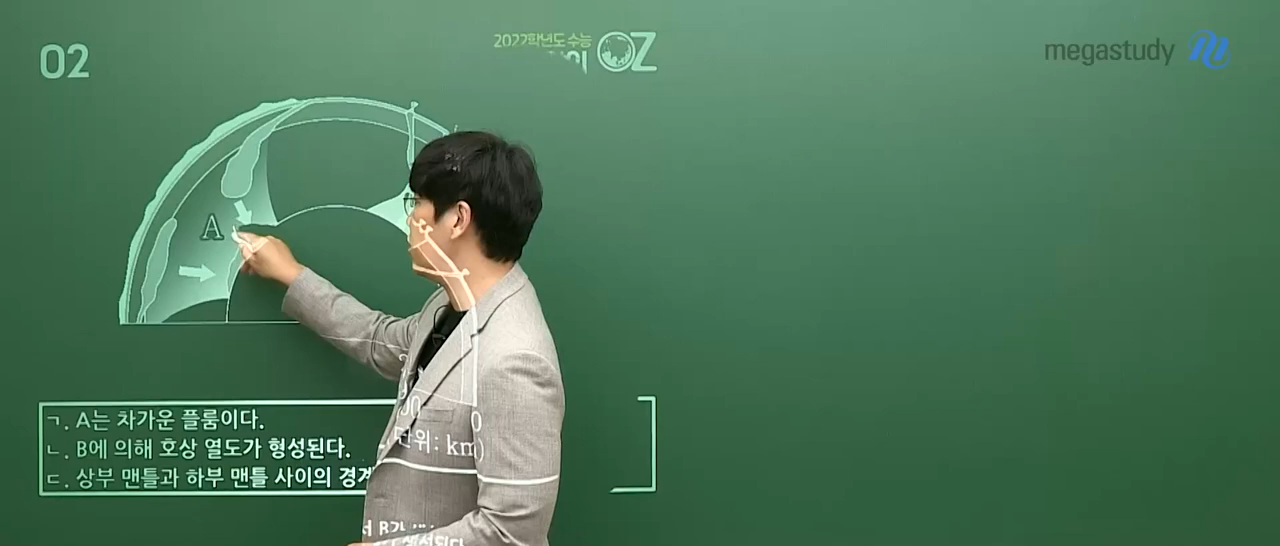 02
2022학년도 수능
OZ
megastudy
A
0
단위: km)
ㄱ. A는 차가운 플룸이다.
ㄴ. B에 의해 호상 열도가 형성된다.
ㄷ. 상부 맨틀과 하부 맨틀 사이의 경계